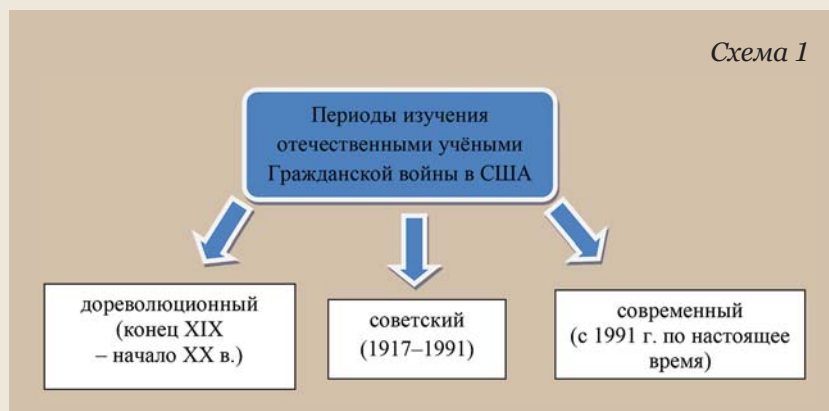 Схема 1
Периоды изучения
отечественными учёными
Гражданской войны в США
дореволюционный
(конец XIX
– начало XX в.)
советский
(1917–1991)
современный
(с 1991 г. по настоящее
время)